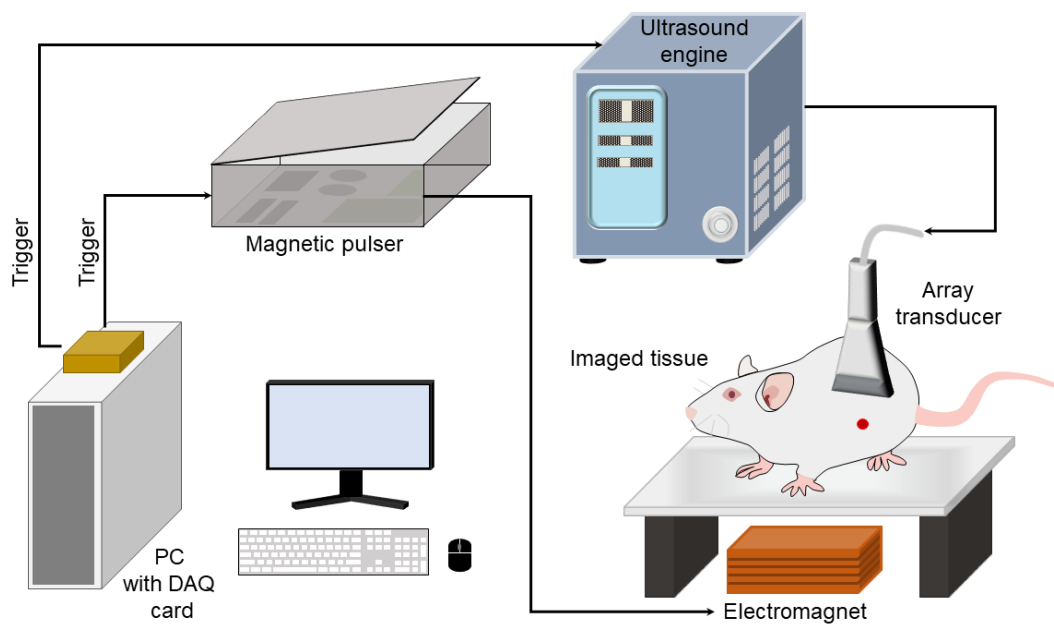 Ultrasound
engine
Trigger
Trigger
Magnetic pulser
Array
transducer
Imaged tissue
PC
with DAQ
card
Electromagnet